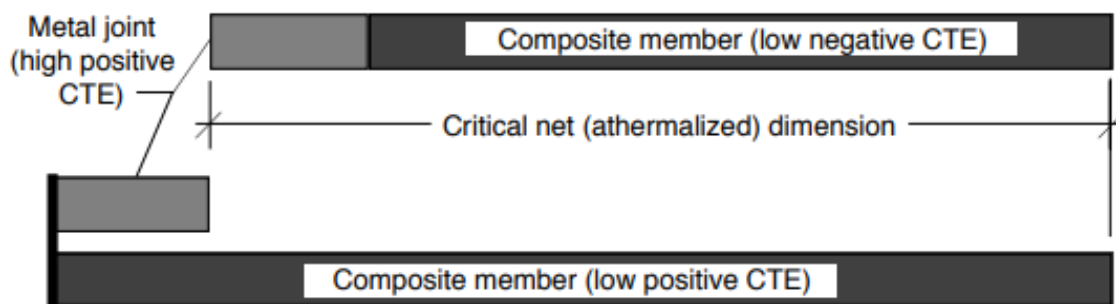 Metal joint
(high positive
CTE)
Composite member (low negative CTE)
Critical net (athermalized) dimension
Composite member (low positive CTE)